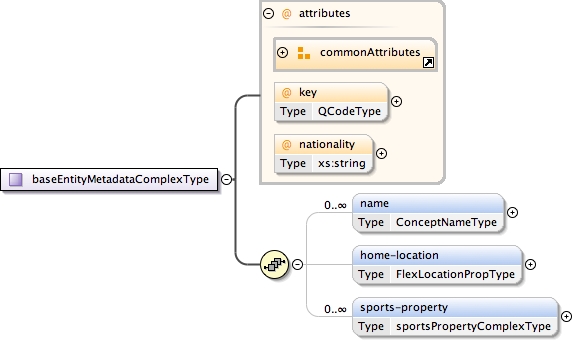 @ attributes
commonAttributes
@ key
Type QCodeType
@ nationality
Type xs:string
baseEntityMetadataComplexType
0..∞ name
Type ConceptNameType
home-location
Type FlexLocationPropType
0..∞ sports-property
Type sportsPropertyComplexType